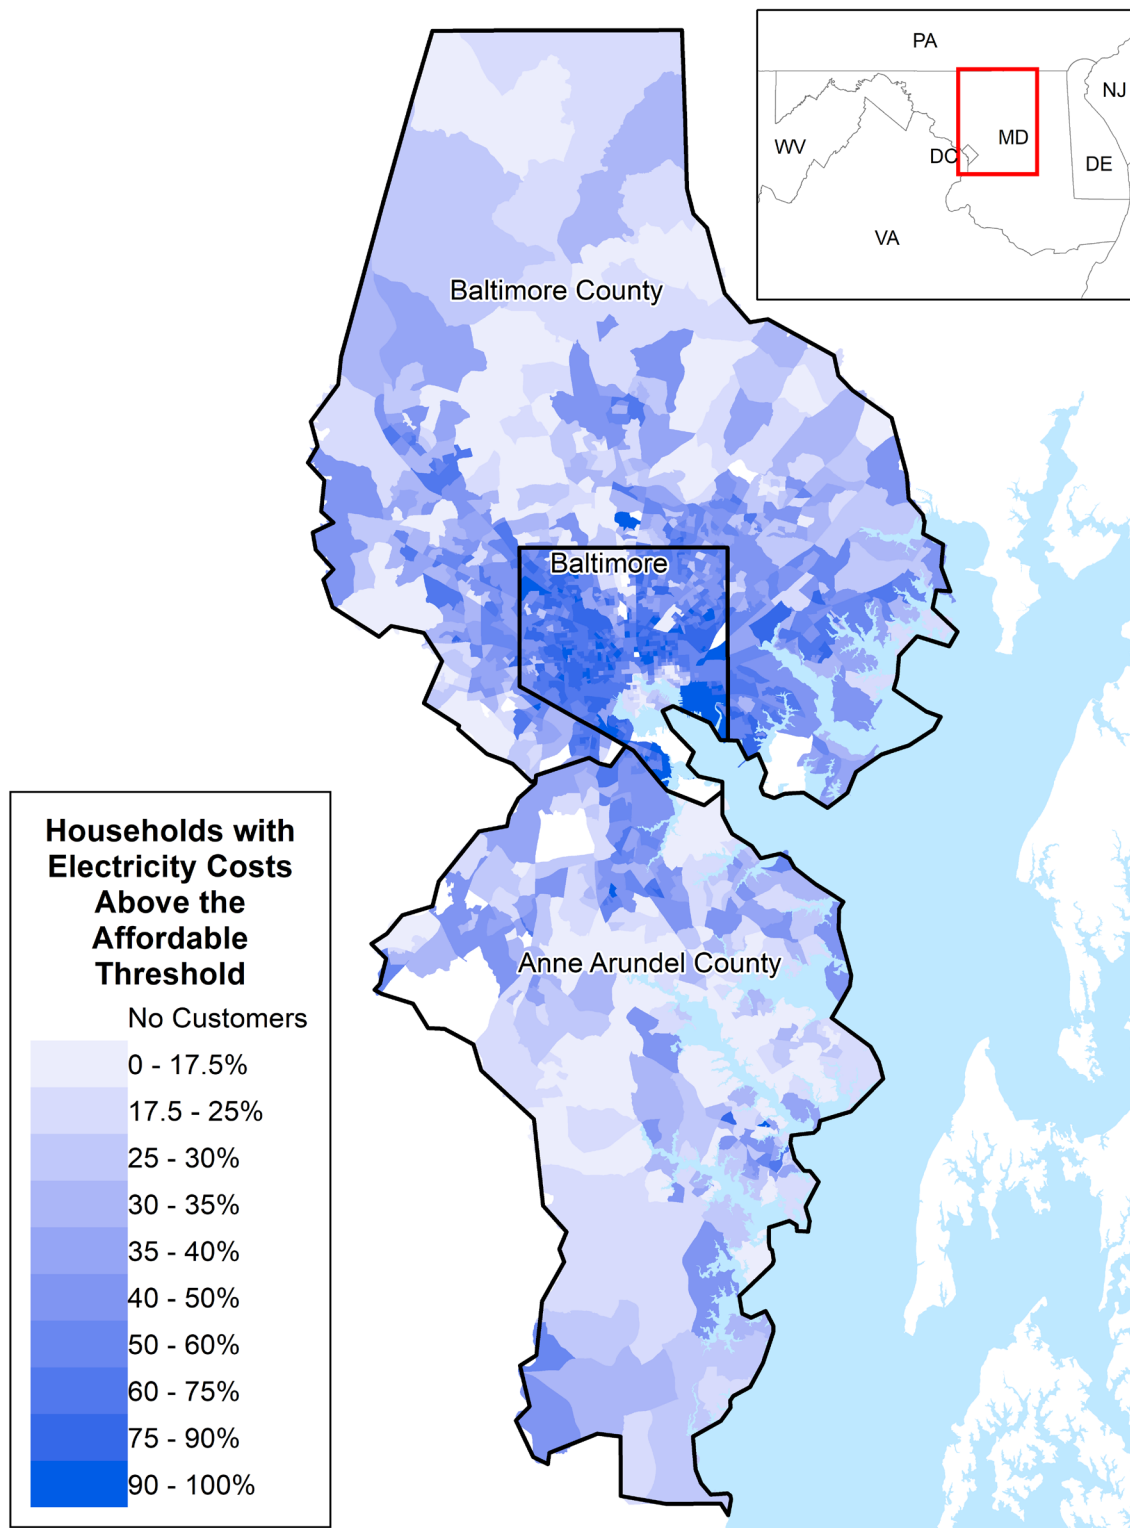 PA
NJ
WV
DC
MD
DE
VA
Baltimore County
Baltimore
Anne Arundel County
Households with
Electricity Costs
Above the
Affordable
Threshold
No Customers
0 - 17.5%
17.5 - 25%
25 - 30%
30 - 35%
35 - 40%
40 - 50%
50 - 60%
60 - 75%
75 - 90%
90 - 100%